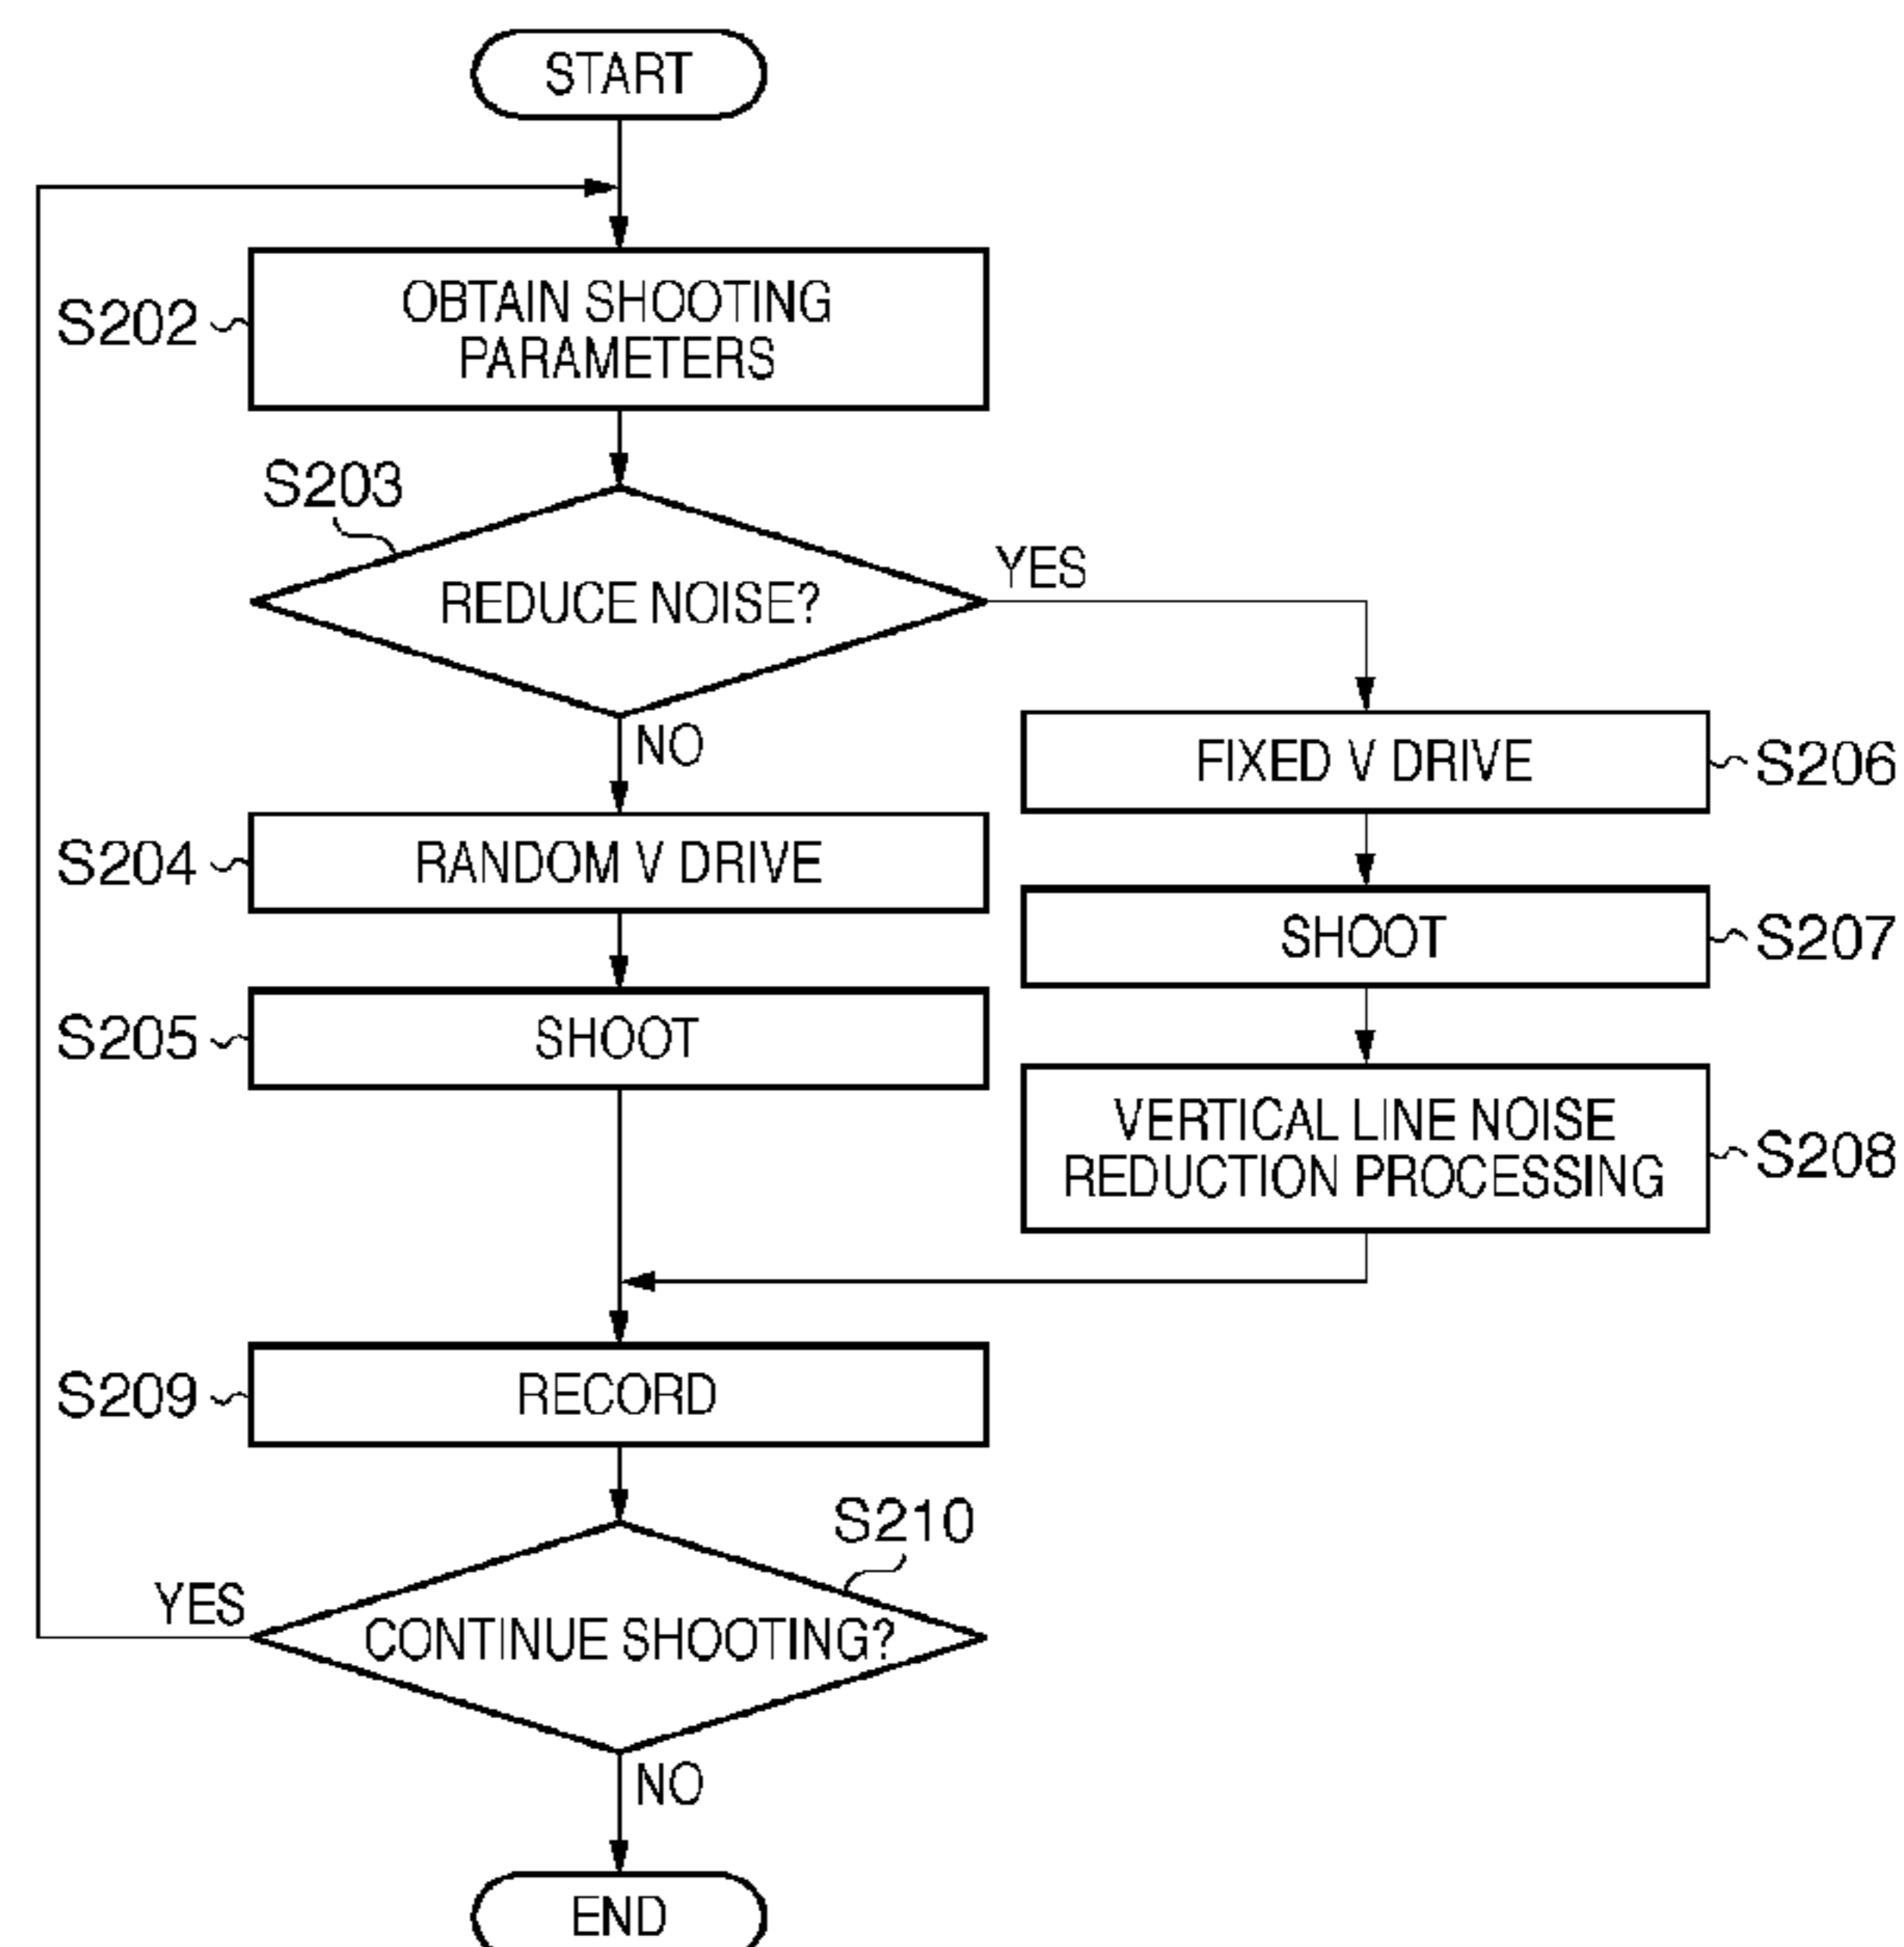 START
S202
OBTAIN SHOOTING
PARAMETERS
S203
REDUCE NOISE?
YES
NO
FIXED V DRIVE
S206
S204
RANDOM V DRIVE
SHOOT
S207
S205
SHOOT
VERTICAL LINE NOISE
REDUCTION PROCESSING
S208
S209
RECORD
S210
YES
CONTINUE SHOOTING?
NO
END